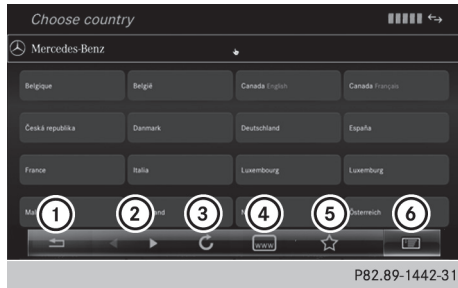 Choose country
Mercedes-Benz
Belgique België Canada English Canada Français
Česká republika Danmark Deutschland España
France Italia Luxembourg Luxemburg
Österreich
1 2 3 4 5 6
www
P82.89-1442-31